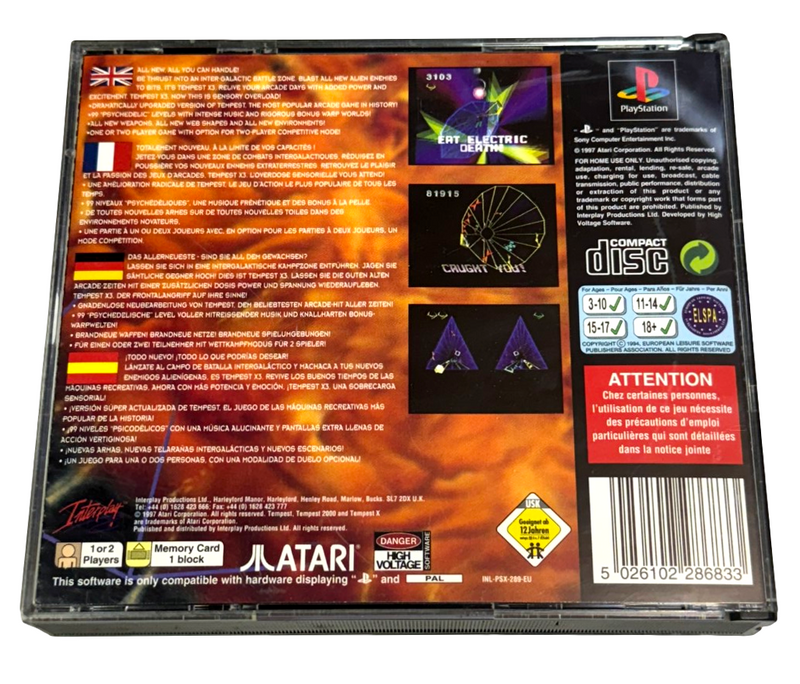 ALL NEW. ALL YOU CAN HANDLE!
BE THRUST INTO AN INTER-GALACTIC BATTLE ZONE. BLAST ALL NEW ALIEN ENEMIES
TO BITS. IT'S TEMPEST X3. RELIVE YOUR ARCADE DAYS WITH ADDED POWER AND
EXCITEMENT TEMPEST X3. NOW THIS IS SENSORY OVERLOAD!
•DRAMATICALLY UPGRADED VERSION OF TEMPEST. THE MOST POPULAR ARCADE GAME IN HISTORY!
•99 "PSYCHEDELIC" LEVELS WITH INTENSE MUSIC AND RIGOROUS BONUS WARP WORLDS!
•ALL NEW WEAPONS, ALL NEW WEB SHAPES AND ALL NEW ENVIRONMENTS!
•ONE OR TWO PLAYER GAME WITH OPTION FOR TWO-PLAYER COMPETITIVE MODE!
TOTALEMENT NOUVEAU, À LA LIMITE DE VOS CAPACITÉS !
JETEZ-VOUS DANS UNE ZONE DE COMBATS INTERGALACTIQUES, RÉDUISEZ EN
POUSSIÈRE VOS NOUVEAUX ENNEMIS EXTRATERRESTRES. RETROUVEZ LE PLAISIR
ET LA PASSION DES JEUX D'ARCADES. TEMPEST X3. L'OVERDOSE SENSORIELLE VOUS ATTEND!
• UNE AMÉLIORATION RADICALE DE TEMPEST, LE JEU D'ACTION LE PLUS POPULAIRE DE TOUS LES
TEMPS.
• 99 NIVEAUX "PSYCHÉDÉLIQUES", UNE MUSIQUE FRÉNÉTIQUE ET DES BONUS À LA PELLE.
• DE TOUTES NOUVELLES ARMES SUR DE TOUTES NOUVELLES TOILES DANS DES
ENVIRONNEMENTS NOVATEURS.
• UNE PARTIE À UN OU DEUX JOUEURS AVEC, EN OPTION POUR LES PARTIES À DEUX JOUEURS, UN
MODE COMPÉTITION.
DAS ALLERNEUESTE - SIND SIE ALL DEM GEWACHSEN?
LASSEN SIE SICH IN EINE INTERGALAKTISCHE KAMPFZONE ENTFÜHREN. JAGEN SIE
SÄMTLICHE GEGNER HOCH! DIES IST TEMPEST X3. LASSEN SIE DIE GUTEN ALTEN
ARCADE ZEITEN MIT EINER ZUSÄTZLICHEN DOSIS POWER UND SPANNUNG WIEDERAUFLEBEN.
TEMPEST X3. DER FRONTALANGRIFF AUF IHRE SINNE!
• GNADENLOSE NEUBEARBEITUNG VON TEMPEST, DEM BELIEBTESTEN ARCADE-HIT ALLER ZEITEN!
• 99 "PSYCHEDELISCHE" LEVEL VOLLER MITREISSENDER MUSIK UND KNALLHARTEN BONUS-
WARPWELTEN!
• BRANDNEUE WAFFEN! BRANDNEUE NETZE! BRANDNEUE SPIELUMGEBUNGEN!
• FÜR EINEN ODER ZWEI TEILNEHMER MIT WETTKAMPFMODUS FÜR 2 SPIELER!
¡TODO NUEVO! ¡TODO LO QUE PODRÍAS DESEAR!
LÁNZATE AL CAMPO DE BATALLA INTERGALÁCTICO Y MACHACA A TUS NUEVOS
ENEMIGOS ALIENÍGENAS, ES TEMPEST X3. REVIVE LOS BUENOS TIEMPOS DE LAS
MÁQUINAS RECREATIVAS. AHORA CON MÁS POTENCIA Y EMOCIÓN. ¡TEMPEST X3. UNA SOBRECARGA
SENSORIAL!
• ¡VERSIÓN SÚPER ACTUALIZADA DE TEMPEST, EL JUEGO DE LAS MÁQUINAS RECREATIVAS MÁS
POPULAR DE LA HISTORIA!
• ¡99 NIVELES "PSICODÉLICOS" CON UNA MÚSICA ALUCINANTE Y PANTALLAS EXTRA LLENAS DE
ACCIÓN VERTIGINOSA!
• ¡NUEVAS ARMAS, NUEVAS TELARAÑAS INTERGALÁCTICAS Y NUEVOS ESCENARIOS!
• ¡UN JUEGO PARA UNA O DOS PERSONAS, CON UNA MODALIDAD DE DUELO OPCIONAL!
3103
EAT ELECTRIC
DEATH!
81915
CAUGHT YOU!
PlayStation
and "PlayStation" are trademarks of
Sony Computer Entertainment Inc.
© 1997 Atari Corporation. All Rights Reserved
FOR HOME USE ONLY. Unauthorised copying,
adaptation, rental, lending, re-sale, arcade
use, charging for use, broadcast, cable
transmission, public performance, distribution
or extraction of this product or any
trademark or copyright work that forms part
of this product are prohibited. Published by
Interplay Productions Ltd. Developed by High
Voltage Software.
COMPACT
disc
For Ages - Pour Ages - Para Años - Für Jahre - Per Anni
3-10
11-14
15-17
18+
ELSPA
COPYRIGHT © 1994, EUROPEAN LEISURE SOFTWARE
PUBLISHERS ASSOCIATION, ALL RIGHTS RESERVED
ATTENTION
Chez certaines personnes,
l'utilisation de ce jeu nécessite
des précautions d'emploi
particulières qui sont détaillées
dans la notice jointe
Interplay
Interplay Productions Ltd., Harleyford Manor, Harleyford, Henley Road, Marlow, Bucks. SL7 2DX U.K.
Tel: +44 (0) 1628 423 666; Fax: +44 (0) 1628 423 777
© 1997 Atari Corporation. All rights reserved. Tempest, Tempest 2000 and Tempest X
are trademarks of Atari Corporation.
Published and distributed by Interplay Productions Ltd. All rights reserved.
1 or 2
Players
Memory Card
1 block
ATARI
DANGER
HIGH
VOLTAGE
SOFTWARE
USK
Geeignet ab
12 Jahren
This software is only compatible with hardware displaying " " and
PAL
INL-PSX-289-EU
5 026102 286833